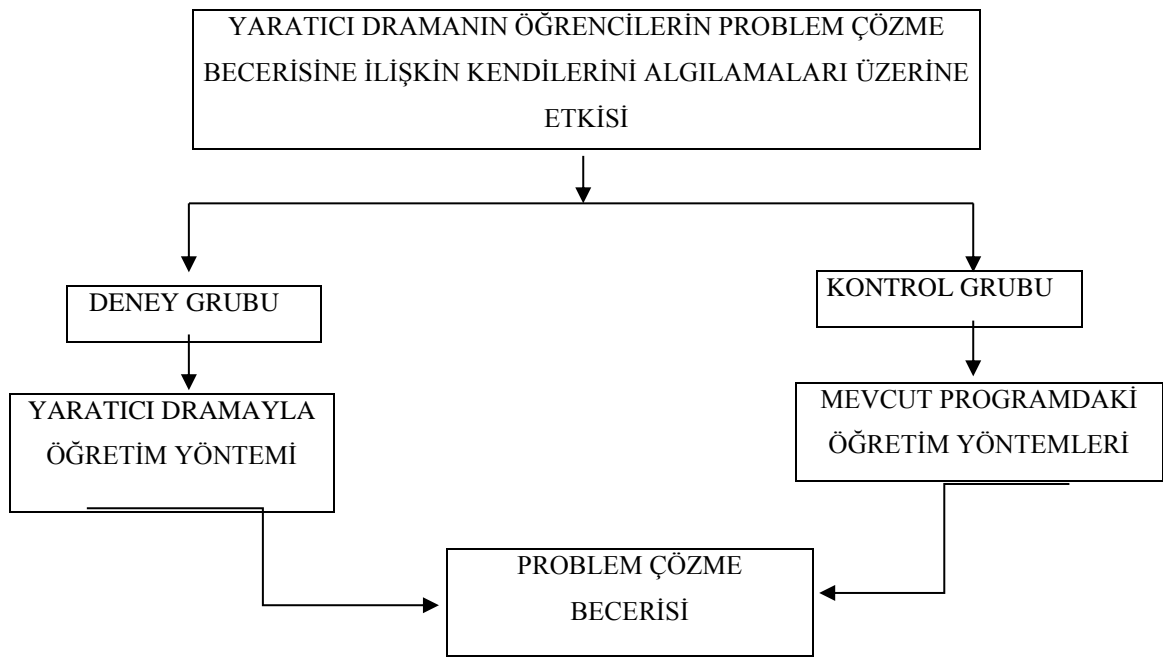 YARATICI DRAMANIN ÖĞRENCİLERİN PROBLEM ÇÖZME
BECERİSİNE İLİŞKİN KENDİLERİNİ ALGILAMALARI ÜZERİNE
ETKİSİ
DENEY GRUBU
KONTROL GRUBU
YARATICI DRAMAYLA
ÖĞRETİM YÖNTEMİ
MEVCUT PROGRAMDAKİ
ÖĞRETİM YÖNTEMLERİ
PROBLEM ÇÖZME
BECERİSİ